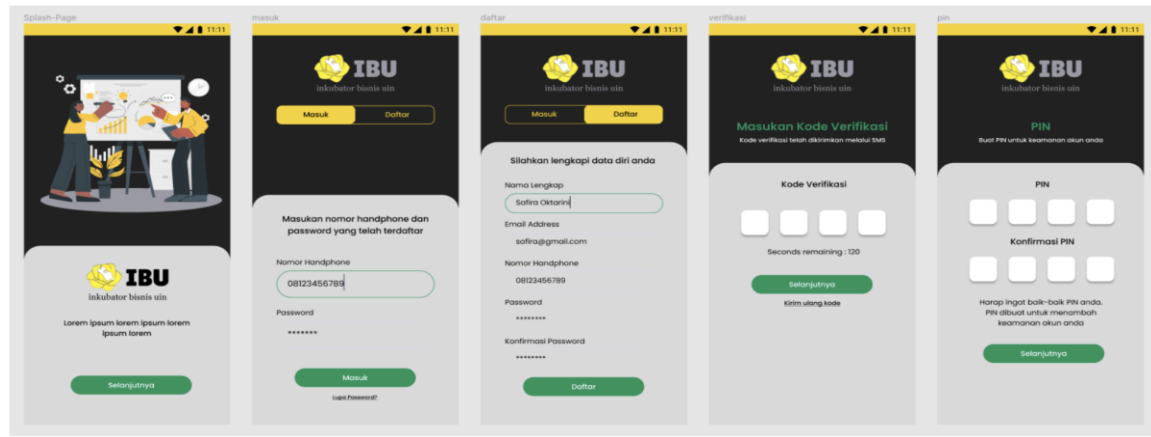 Splash-Page
11:11
IBU
inkubator bisnis uin
Lorem ipsum lorem ipsum lorem
ipsum lorem
Selanjutnya
masuk
11:11
IBU
inkubator bisnis uin
Masuk
Daftar
Masukan nomor handphone dan
password yang telah terdaftar
Nomor Handphone
08123456789
Password
*******
Masuk
Lupa Password?
daftar
11:11
IBU
inkubator bisnis uin
Masuk
Daftar
Silahkan lengkapi data diri anda
Nama Lengkap
Safira Oktarini
Email Address
safira@gmail.com
Nomor Handphone
08123456789
Password
********
Konfirmasi Password
********
Daftar
verifikasi
11:11
IBU
inkubator bisnis uin
Masukan Kode Verifikasi
Kode verifikasi telah dikirimkan melalui SMS
Kode Verifikasi
Seconds remaining : 120
Selanjutnya
Kirim ulang kode
pin
11:11
IBU
inkubator bisnis uin
PIN
Buat PIN untuk keamanan akun anda
PIN
Konfirmasi PIN
Harap ingat baik-baik PIN anda.
PIN dibuat untuk menambah
keamanan akun anda
Selanjutnya